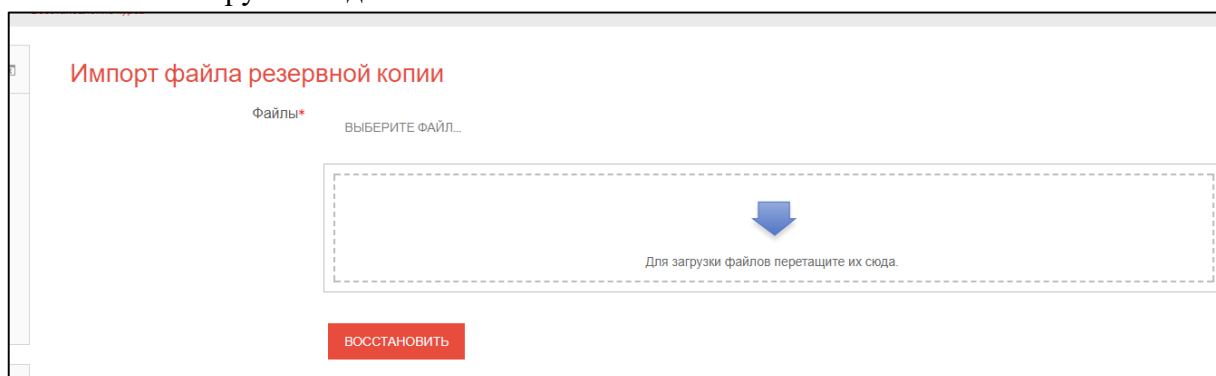 Импорт файла резервной копии
Файлы*
ВЫБЕРИТЕ ФАЙЛ...
Для загрузки файлов перетащите их сюда.
ВОССТАНОВИТЬ